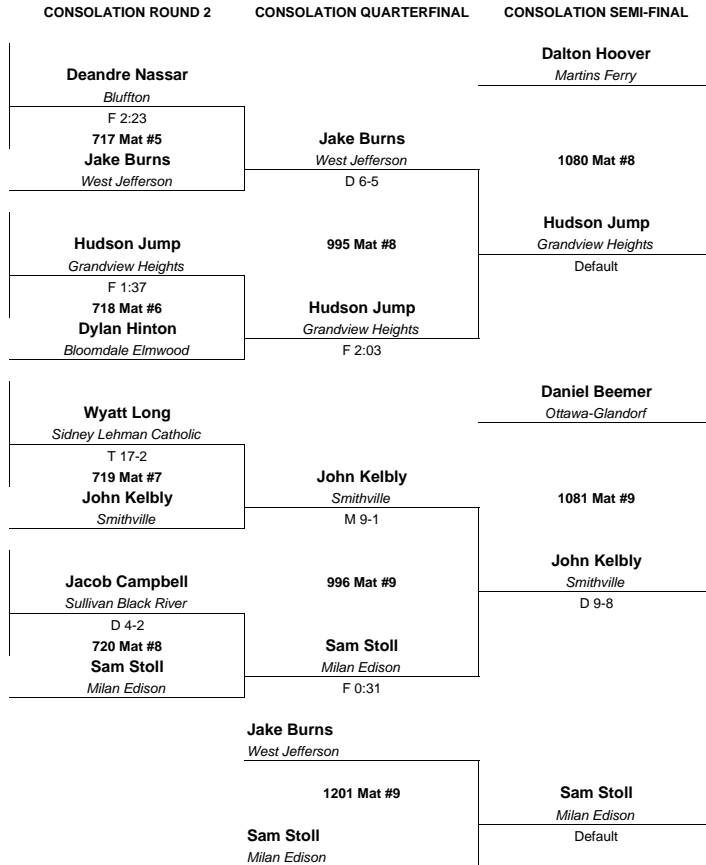 CONSOLATION ROUND 2 CONSOLATION QUARTERFINAL CONSOLATION SEMI-FINAL
Dalton Hoover
Martins Ferry
Deandre Nassar
Bluffton
F 2:23
717 Mat #5
Jake Burns
West Jefferson
Jake Burns
West Jefferson
D 6-5
1080 Mat #8
Hudson Jump
Grandview Heights
F 1:37
718 Mat #6
Dylan Hinton
Bloomdale Elmwood
995 Mat #8
Hudson Jump
Grandview Heights
F 2:03
Hudson Jump
Grandview Heights
Default
Daniel Beemer
Ottawa-Glandorf
Wyatt Long
Sidney Lehman Catholic
T 17-2
719 Mat #7
John Kelbly
Smithville
John Kelbly
Smithville
M 9-1
1081 Mat #9
Jacob Campbell
Sullivan Black River
D 4-2
720 Mat #8
Sam Stoll
Milan Edison
996 Mat #9
Sam Stoll
Milan Edison
F 0:31
John Kelbly
Smithville
D 9-8
Jake Burns
West Jefferson
1201 Mat #9
Sam Stoll
Milan Edison
Sam Stoll
Milan Edison
Default